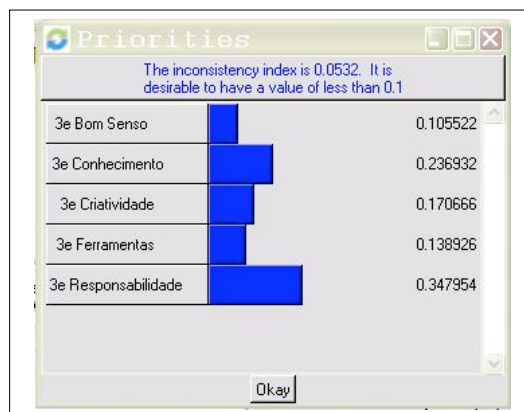 Priorities
The inconsistency index is 0.0532. It is
desirable to have a value of less than 0.1
3e Bom Senso 0.105522
3e Conhecimento 0.236932
3e Criatividade 0.170666
3e Ferramentas 0.138926
3e Responsabilidade 0.347954
Okay